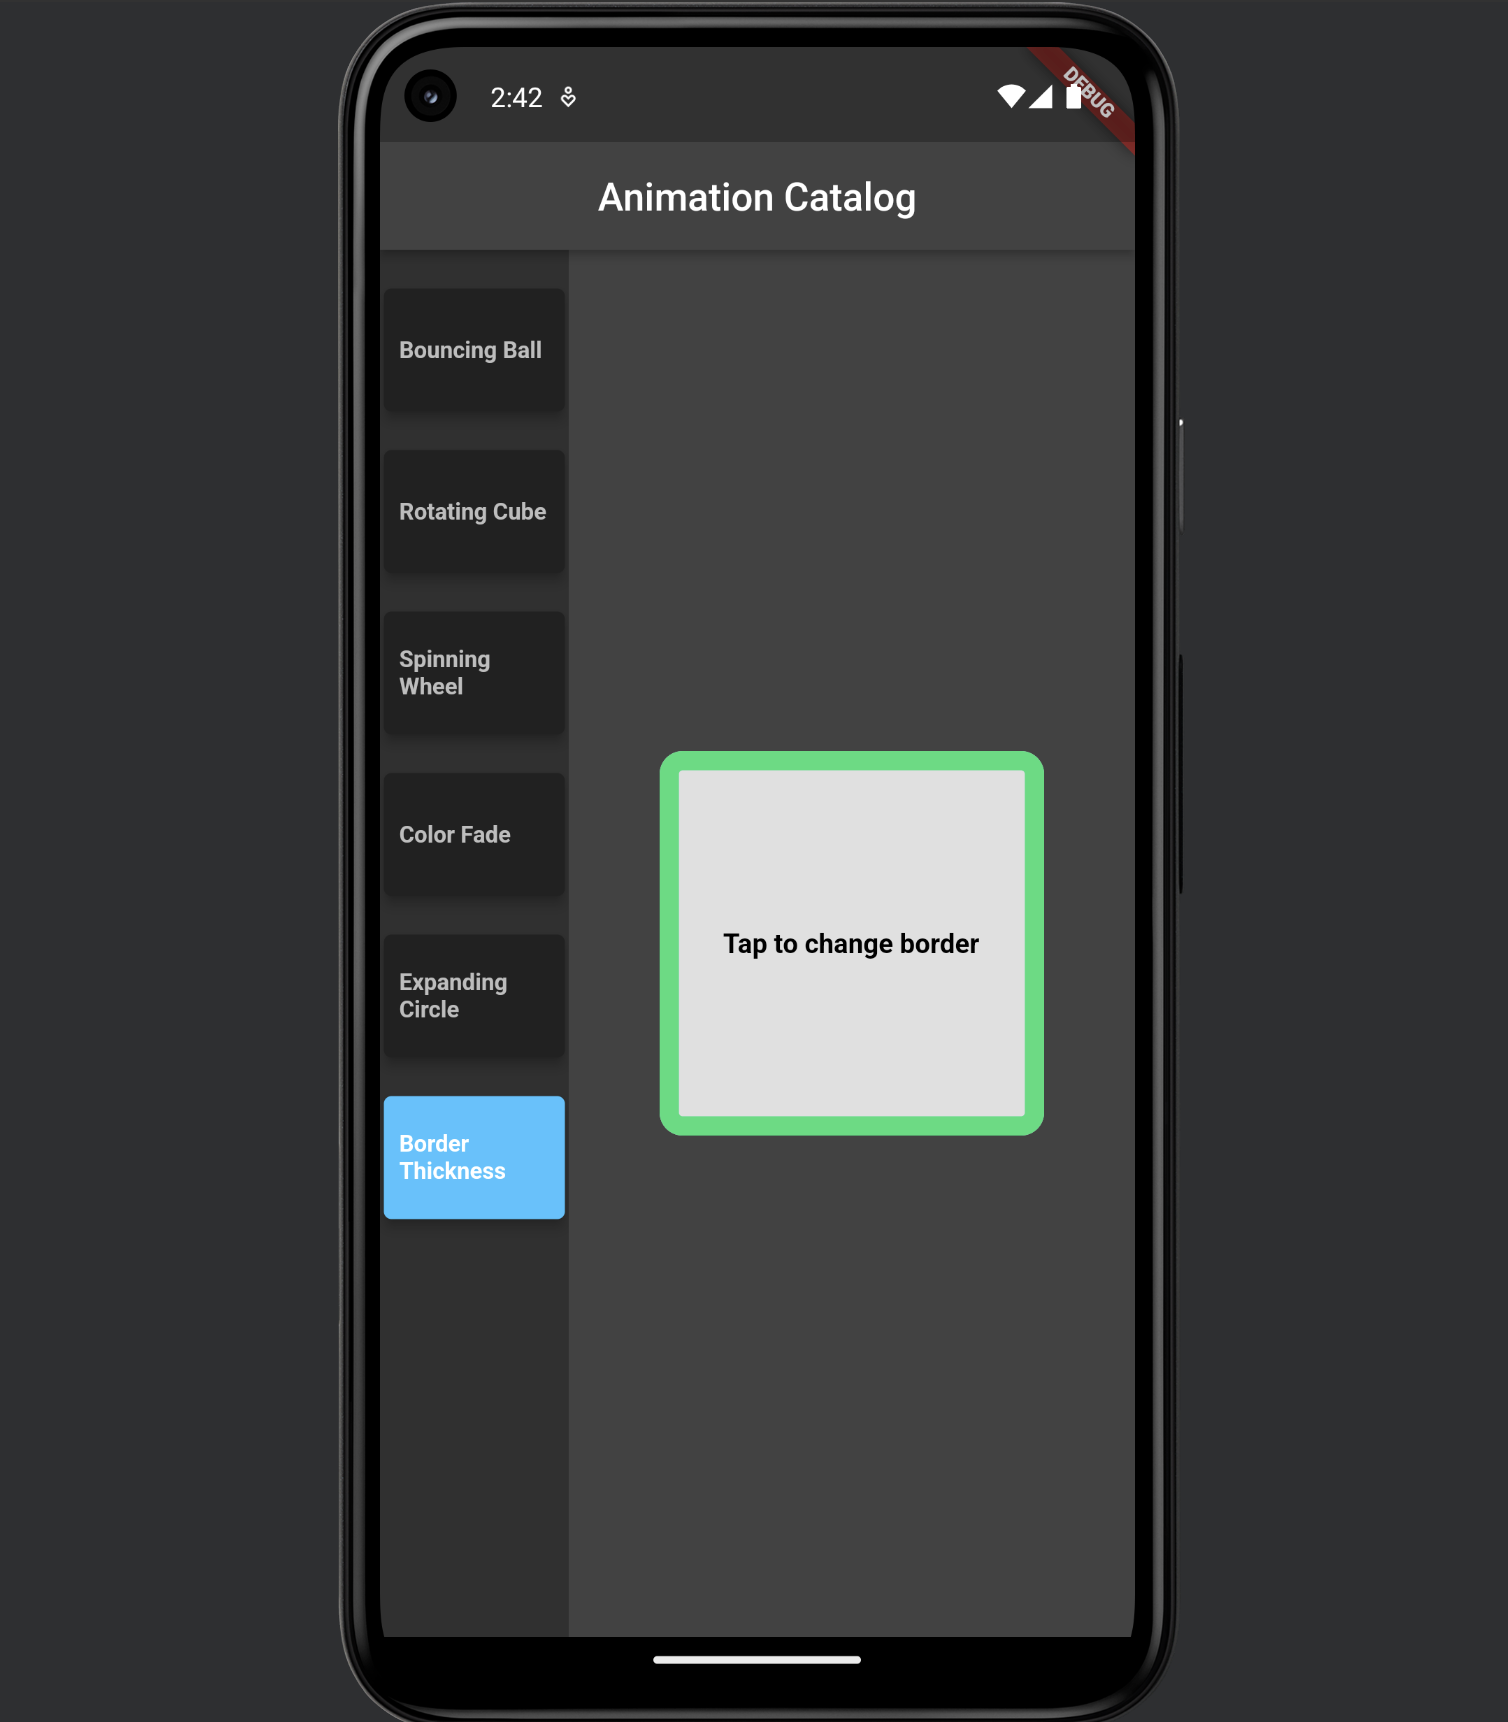 2:42
DEBUG
Animation Catalog
Bouncing Ball
Rotating Cube
Spinning
Wheel
Color Fade
Expanding
Circle
Border
Thickness
Tap to change border